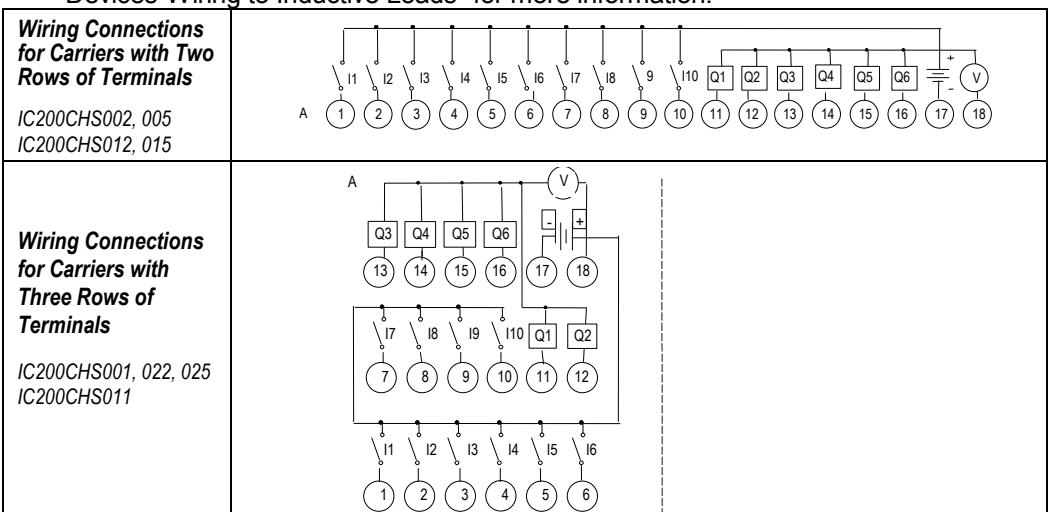 Devices Wiring to Inductive Loads" for more information.
Wiring Connections
for Carriers with Two
Rows of Terminals
IC200CHS002, 005
IC200CHS012, 015
+
I1 I2 I3 I4 I5 I6 I7 I8 9 I10 Q1 Q2 Q3 Q4 Q5 Q6 V
-
A 1 2 3 4 5 6 7 8 9 10 11 12 13 14 15 16 17 18
Wiring Connections
for Carriers with
Three Rows of
Terminals
IC200CHS001, 022, 025
IC200CHS011
A V
- +
Q3 Q4 Q5 Q6
13 14 15 16 17 18
I7 I8 I9 I10 Q1 Q2
7 8 9 10 11 12
I1 I2 I3 I4 I5 I6
1 2 3 4 5 6